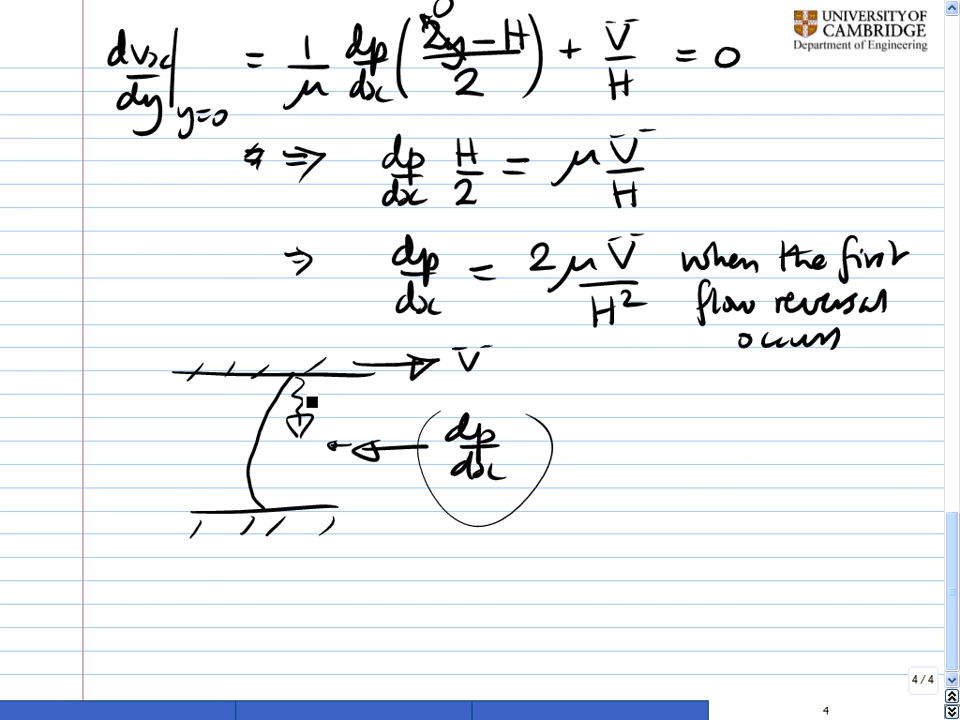 UNIVERSITY OF
CAMBRIDGE
Department of Engineering
0
dvx/dy |y=0 = 1/μ dp/dx ( (2y - H)/2 ) + V/H = 0
⇒ dp/dx H/2 = μ V/H
⇒ dp/dx = 2μV/H² when the first
flow reversal
occurs
V
dp/dx
4 / 4
4